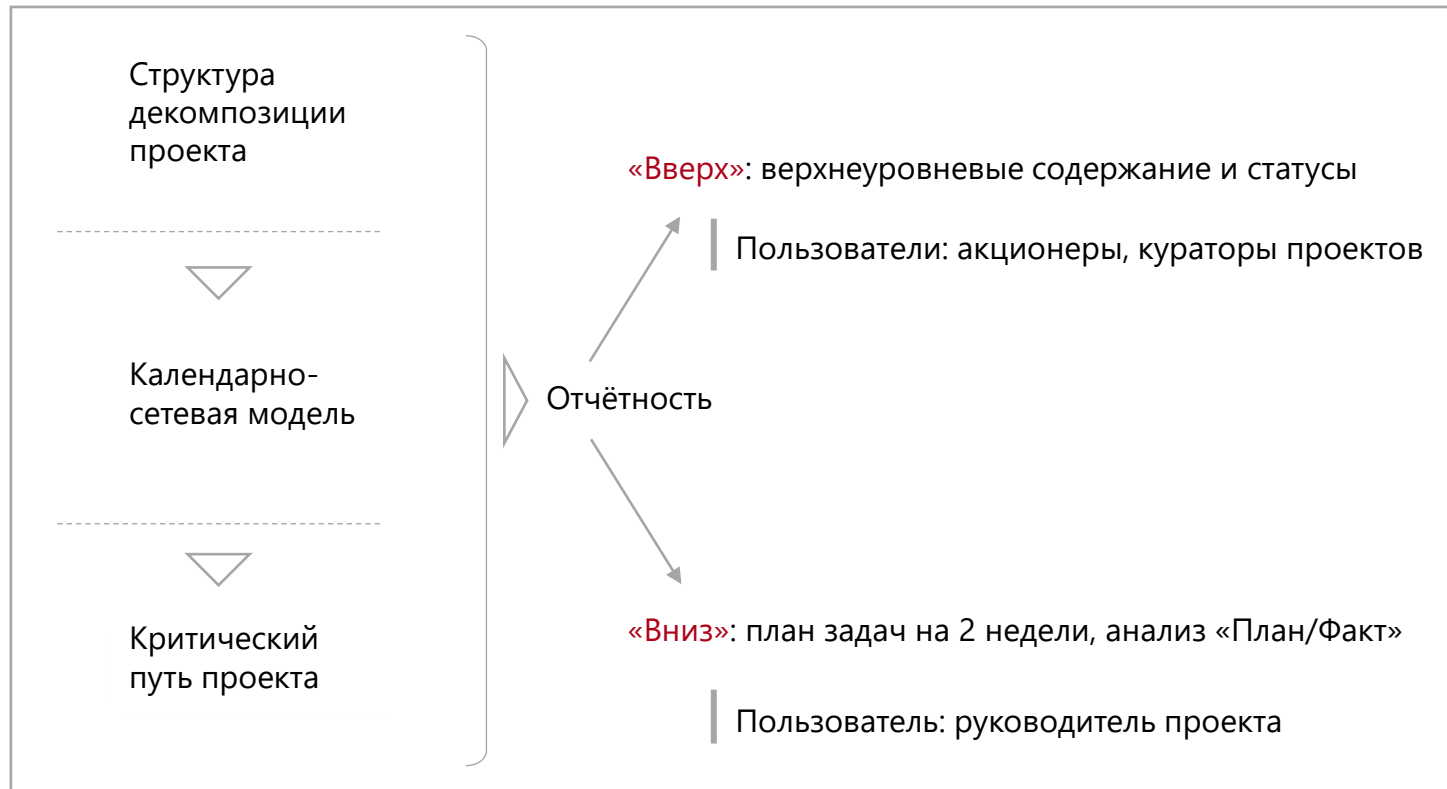 Структура
декомпозиции
проекта
Календарно-
сетевая модель
Критический
путь проекта
Отчётность
«Вверх»: верхнеуровневые содержание и статусы
Пользователи: акционеры, кураторы проектов
«Вниз»: план задач на 2 недели, анализ «План/Факт»
Пользователь: руководитель проекта